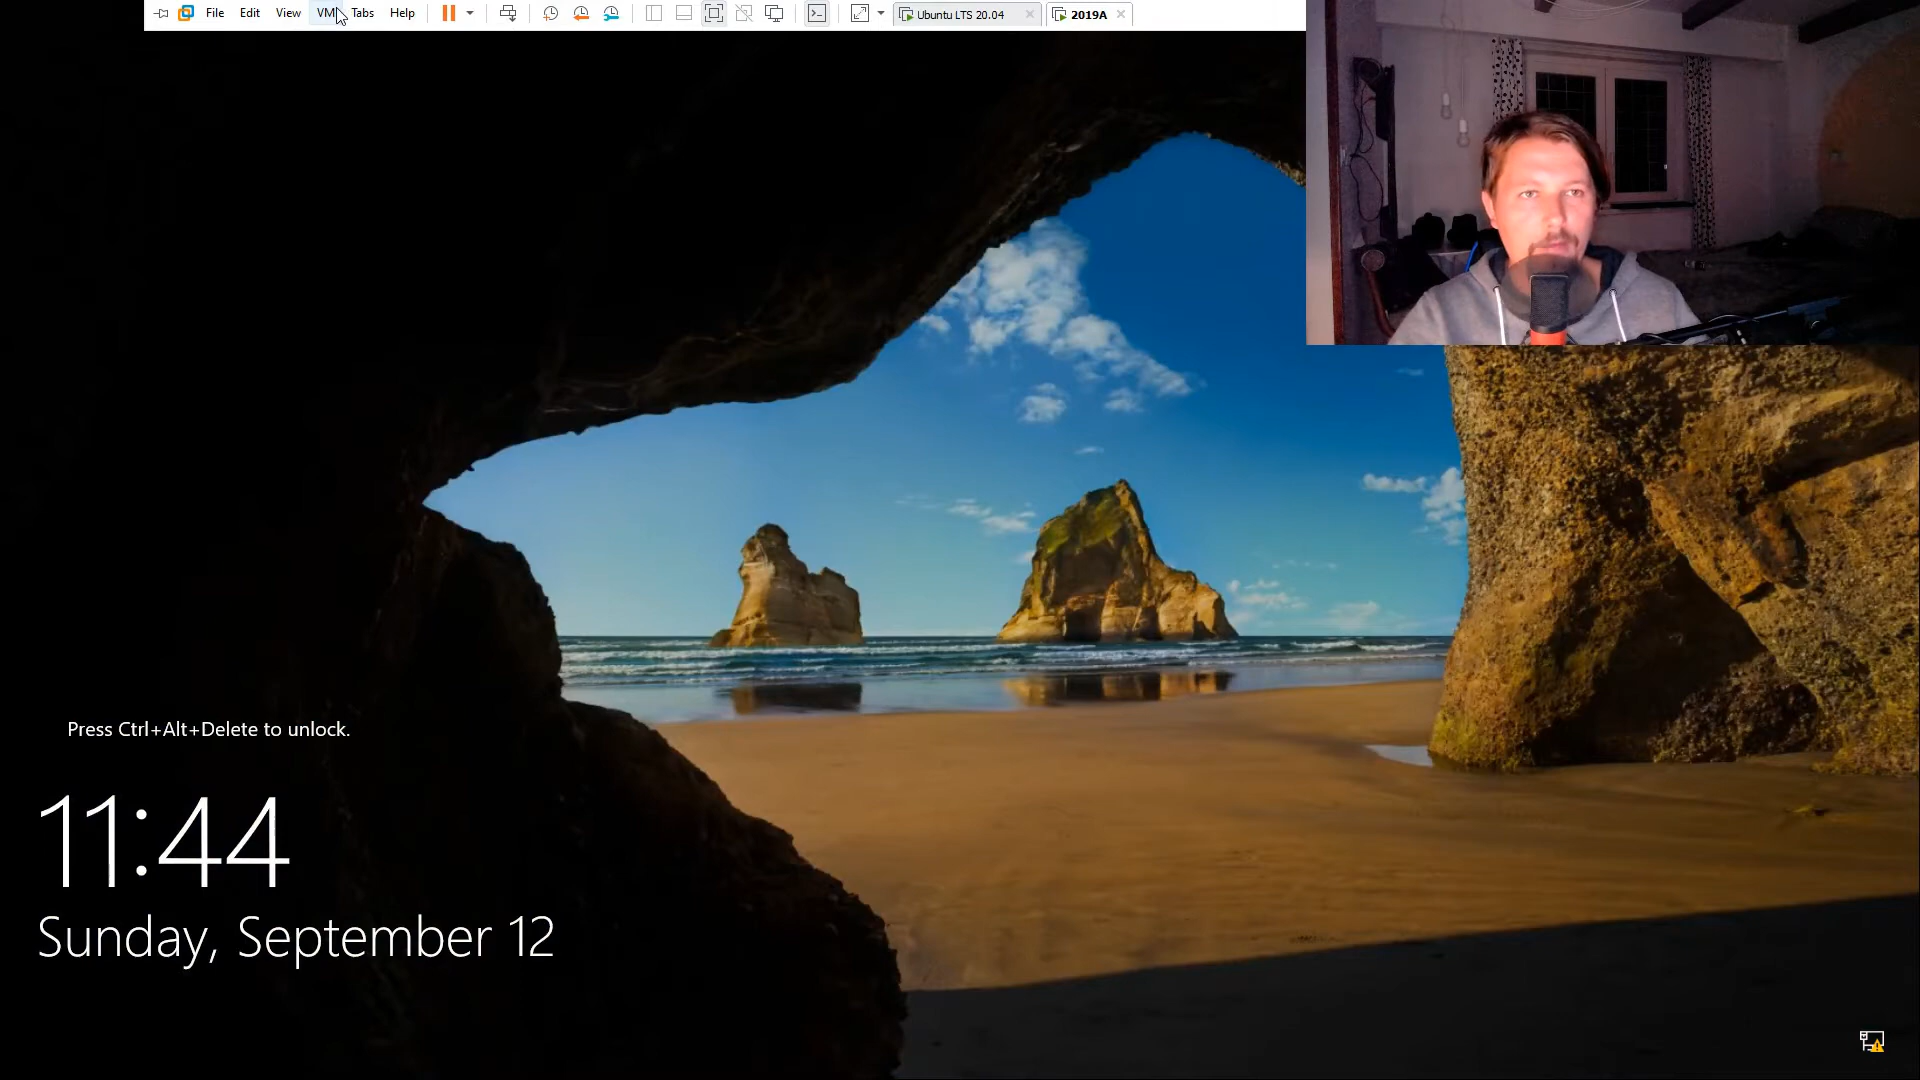 File Edit View VM Tabs Help Ubuntu LTS 20.04 2019A
Press Ctrl+Alt+Delete to unlock.
11:44
Sunday, September 12